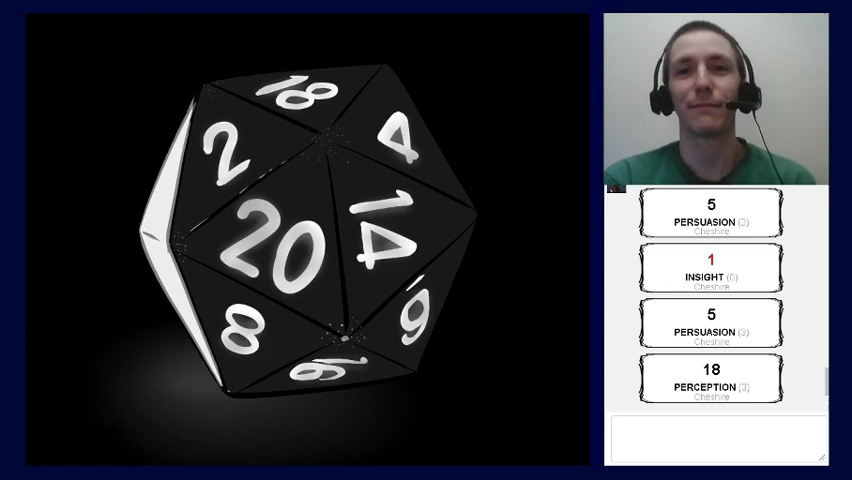 18
2
4
20
14
8
6
16
5
PERSUASION (3)
Cheshire
1
INSIGHT (0)
Cheshire
5
PERSUASION (3)
Cheshire
18
PERCEPTION (3)
Cheshire